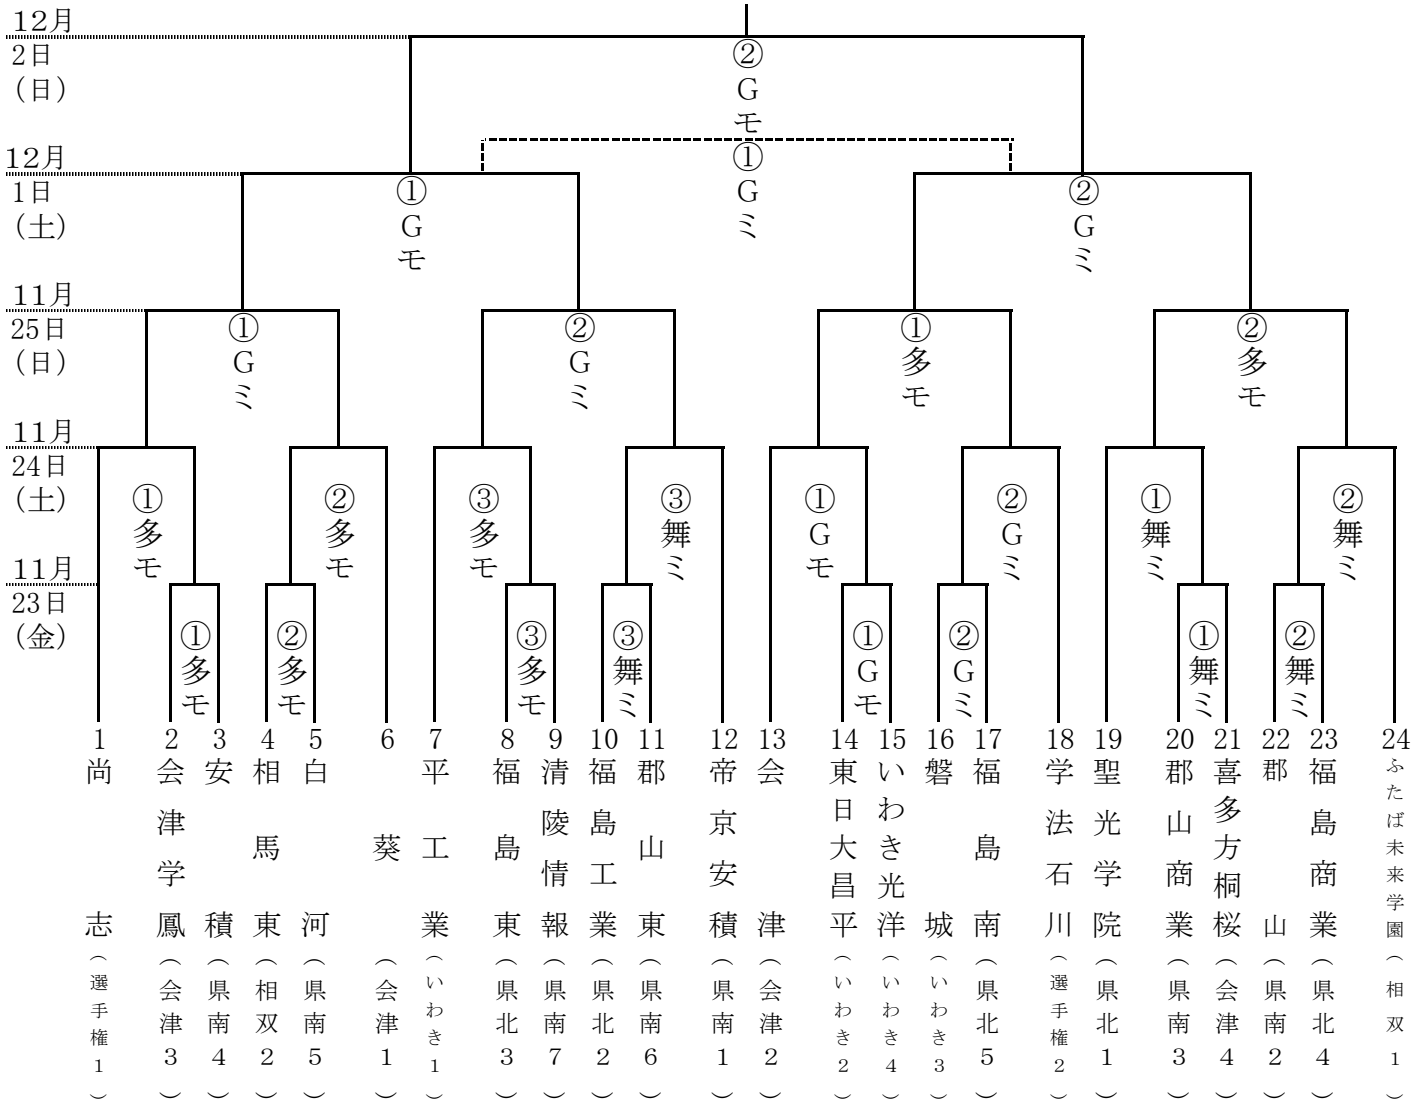 12月
2日
（日）
②Gモ
①Gミ
12月
1日
（土）
①Gモ
②Gミ
11月
25日
（日）
①Gミ
②Gミ
①多モ
②多モ
11月
24日
（土）
①多モ
②多モ
③多モ
③舞ミ
①Gモ
②Gミ
①舞ミ
②舞ミ
11月
23日
（金）
①多モ
②多モ
③多モ
③舞ミ
①Gモ
②Gミ
①舞ミ
②舞ミ
1 尚志（選手権1）
2 会津学鳳（会津3）
3 安積（県南4）
4 相馬東（相双2）
5 白河（県南5）
6 葵（会津1）
7 平工業（いわき1）
8 福島東（県北3）
9 清陵情報（県南7）
10 福島工業（県北2）
11 郡山東（県南6）
12 帝京安積（県南1）
13 会津（会津2）
14 東日大昌平（いわき2）
15 いわき光洋（いわき4）
16 磐城（いわき3）
17 福島南（県北5）
18 学法石川（選手権2）
19 聖光学院（県北1）
20 郡山商業（県南3）
21 喜多方桐桜（会津4）
22 郡山（県南2）
23 福島商業（県北4）
24 ふたば未来学園（相双1）